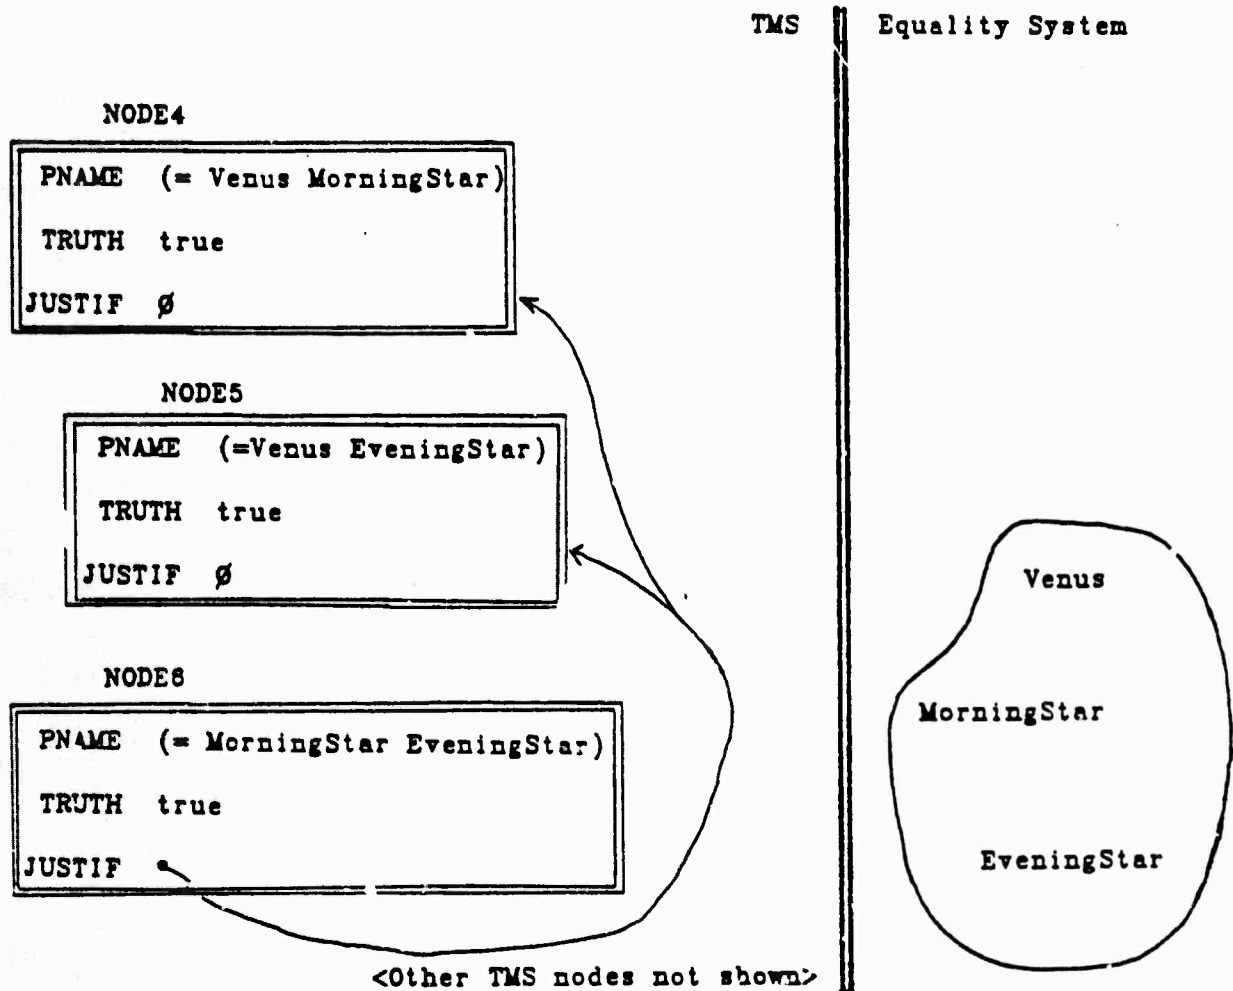 TMS Equality System
NODE4
PNAME (= Venus MorningStar)
TRUTH true
JUSTIF Ø
NODE5
PNAME (=Venus EveningStar)
TRUTH true
JUSTIF Ø
Venus
NODE6
MorningStar
PNAME (= MorningStar EveningStar)
TRUTH true
EveningStar
JUSTIF
<Other TMS nodes not shown>